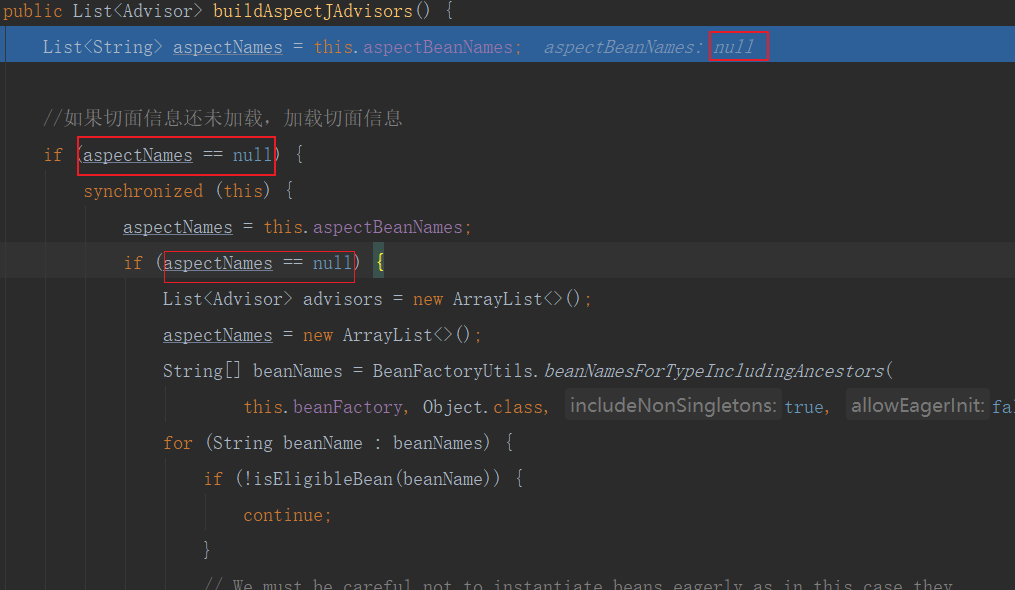 public List<Advisor> buildAspectJAdvisors() {
List<String> aspectNames = this.aspectBeanNames; aspectBeanNames: null
//如果切面信息还未加载，加载切面信息
if (aspectNames == null) {
synchronized (this) {
aspectNames = this.aspectBeanNames;
if (aspectNames == null) {
List<Advisor> advisors = new ArrayList<>();
aspectNames = new ArrayList<>();
String[] beanNames = BeanFactoryUtils.beanNamesForTypeIncludingAncestors(
this.beanFactory, Object.class, includeNonSingletons: true, allowEagerInit: fal
for (String beanName : beanNames) {
if (!isEligibleBean(beanName)) {
continue;
}
// We must be careful not to instantiate beans eagerly as in this case they